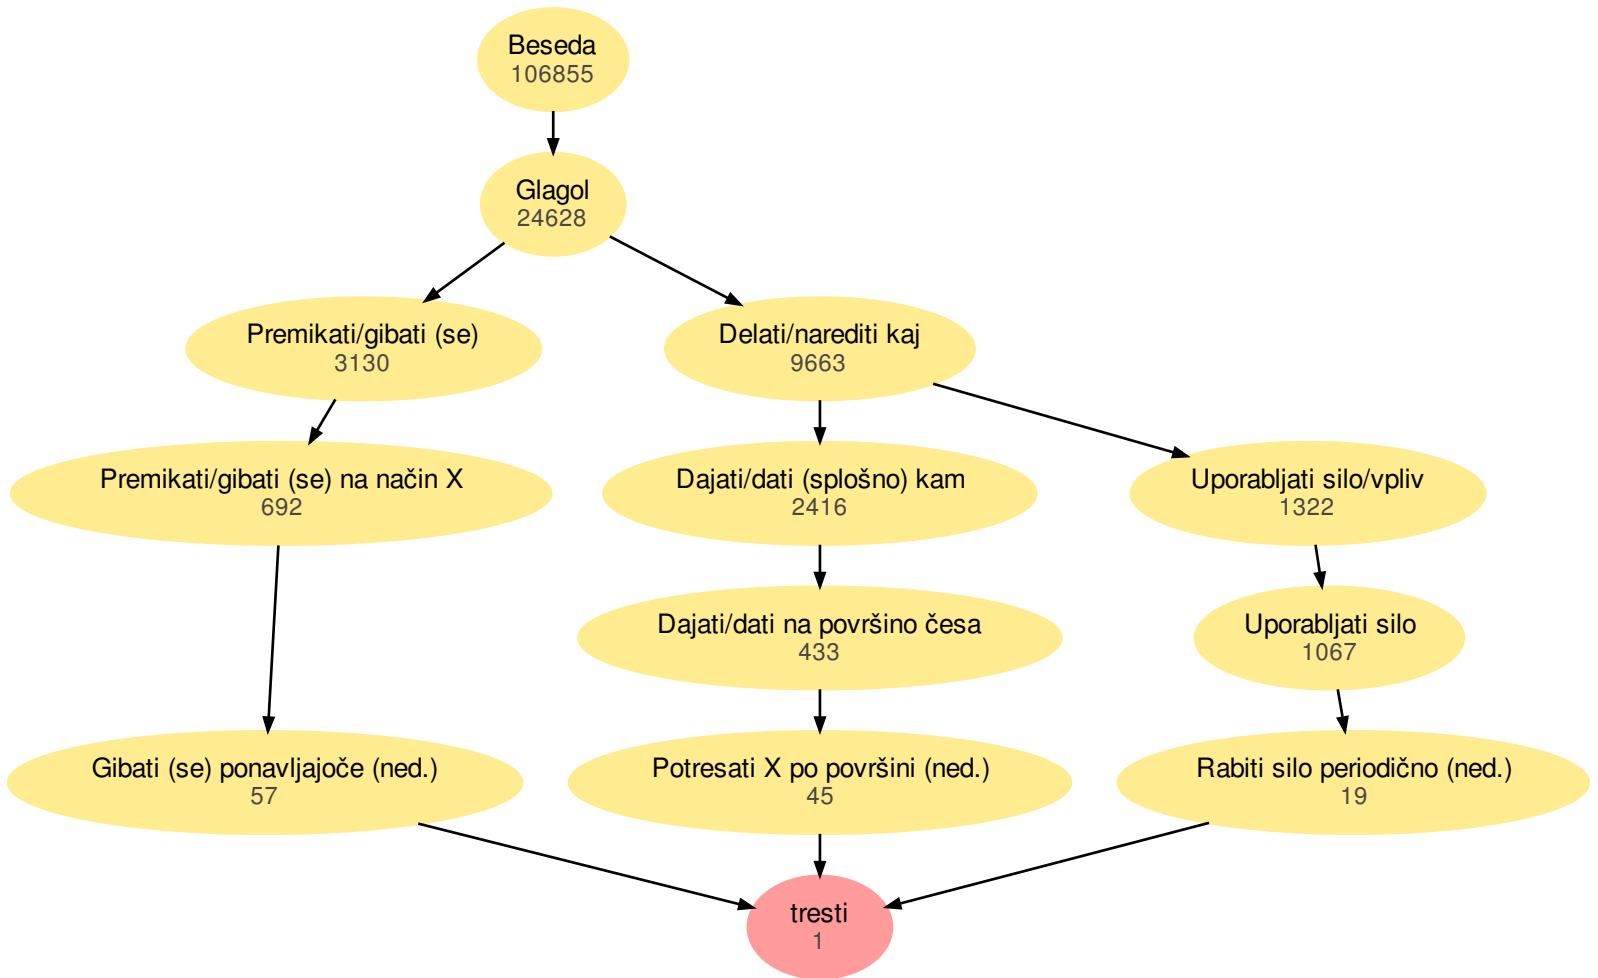 Beseda
106855
Glagol
24628
Premikati/gibati (se)
3130
Delati/narediti kaj
9663
Premikati/gibati (se) na način X
692
Dajati/dati (splošno) kam
2416
Uporabljati silo/vpliv
1322
Dajati/dati na površino česa
433
Uporabljati silo
1067
Gibati (se) ponavljajoče (ned.)
57
Potresati X po površini (ned.)
45
Rabiti silo periodično (ned.)
19
tresti
1